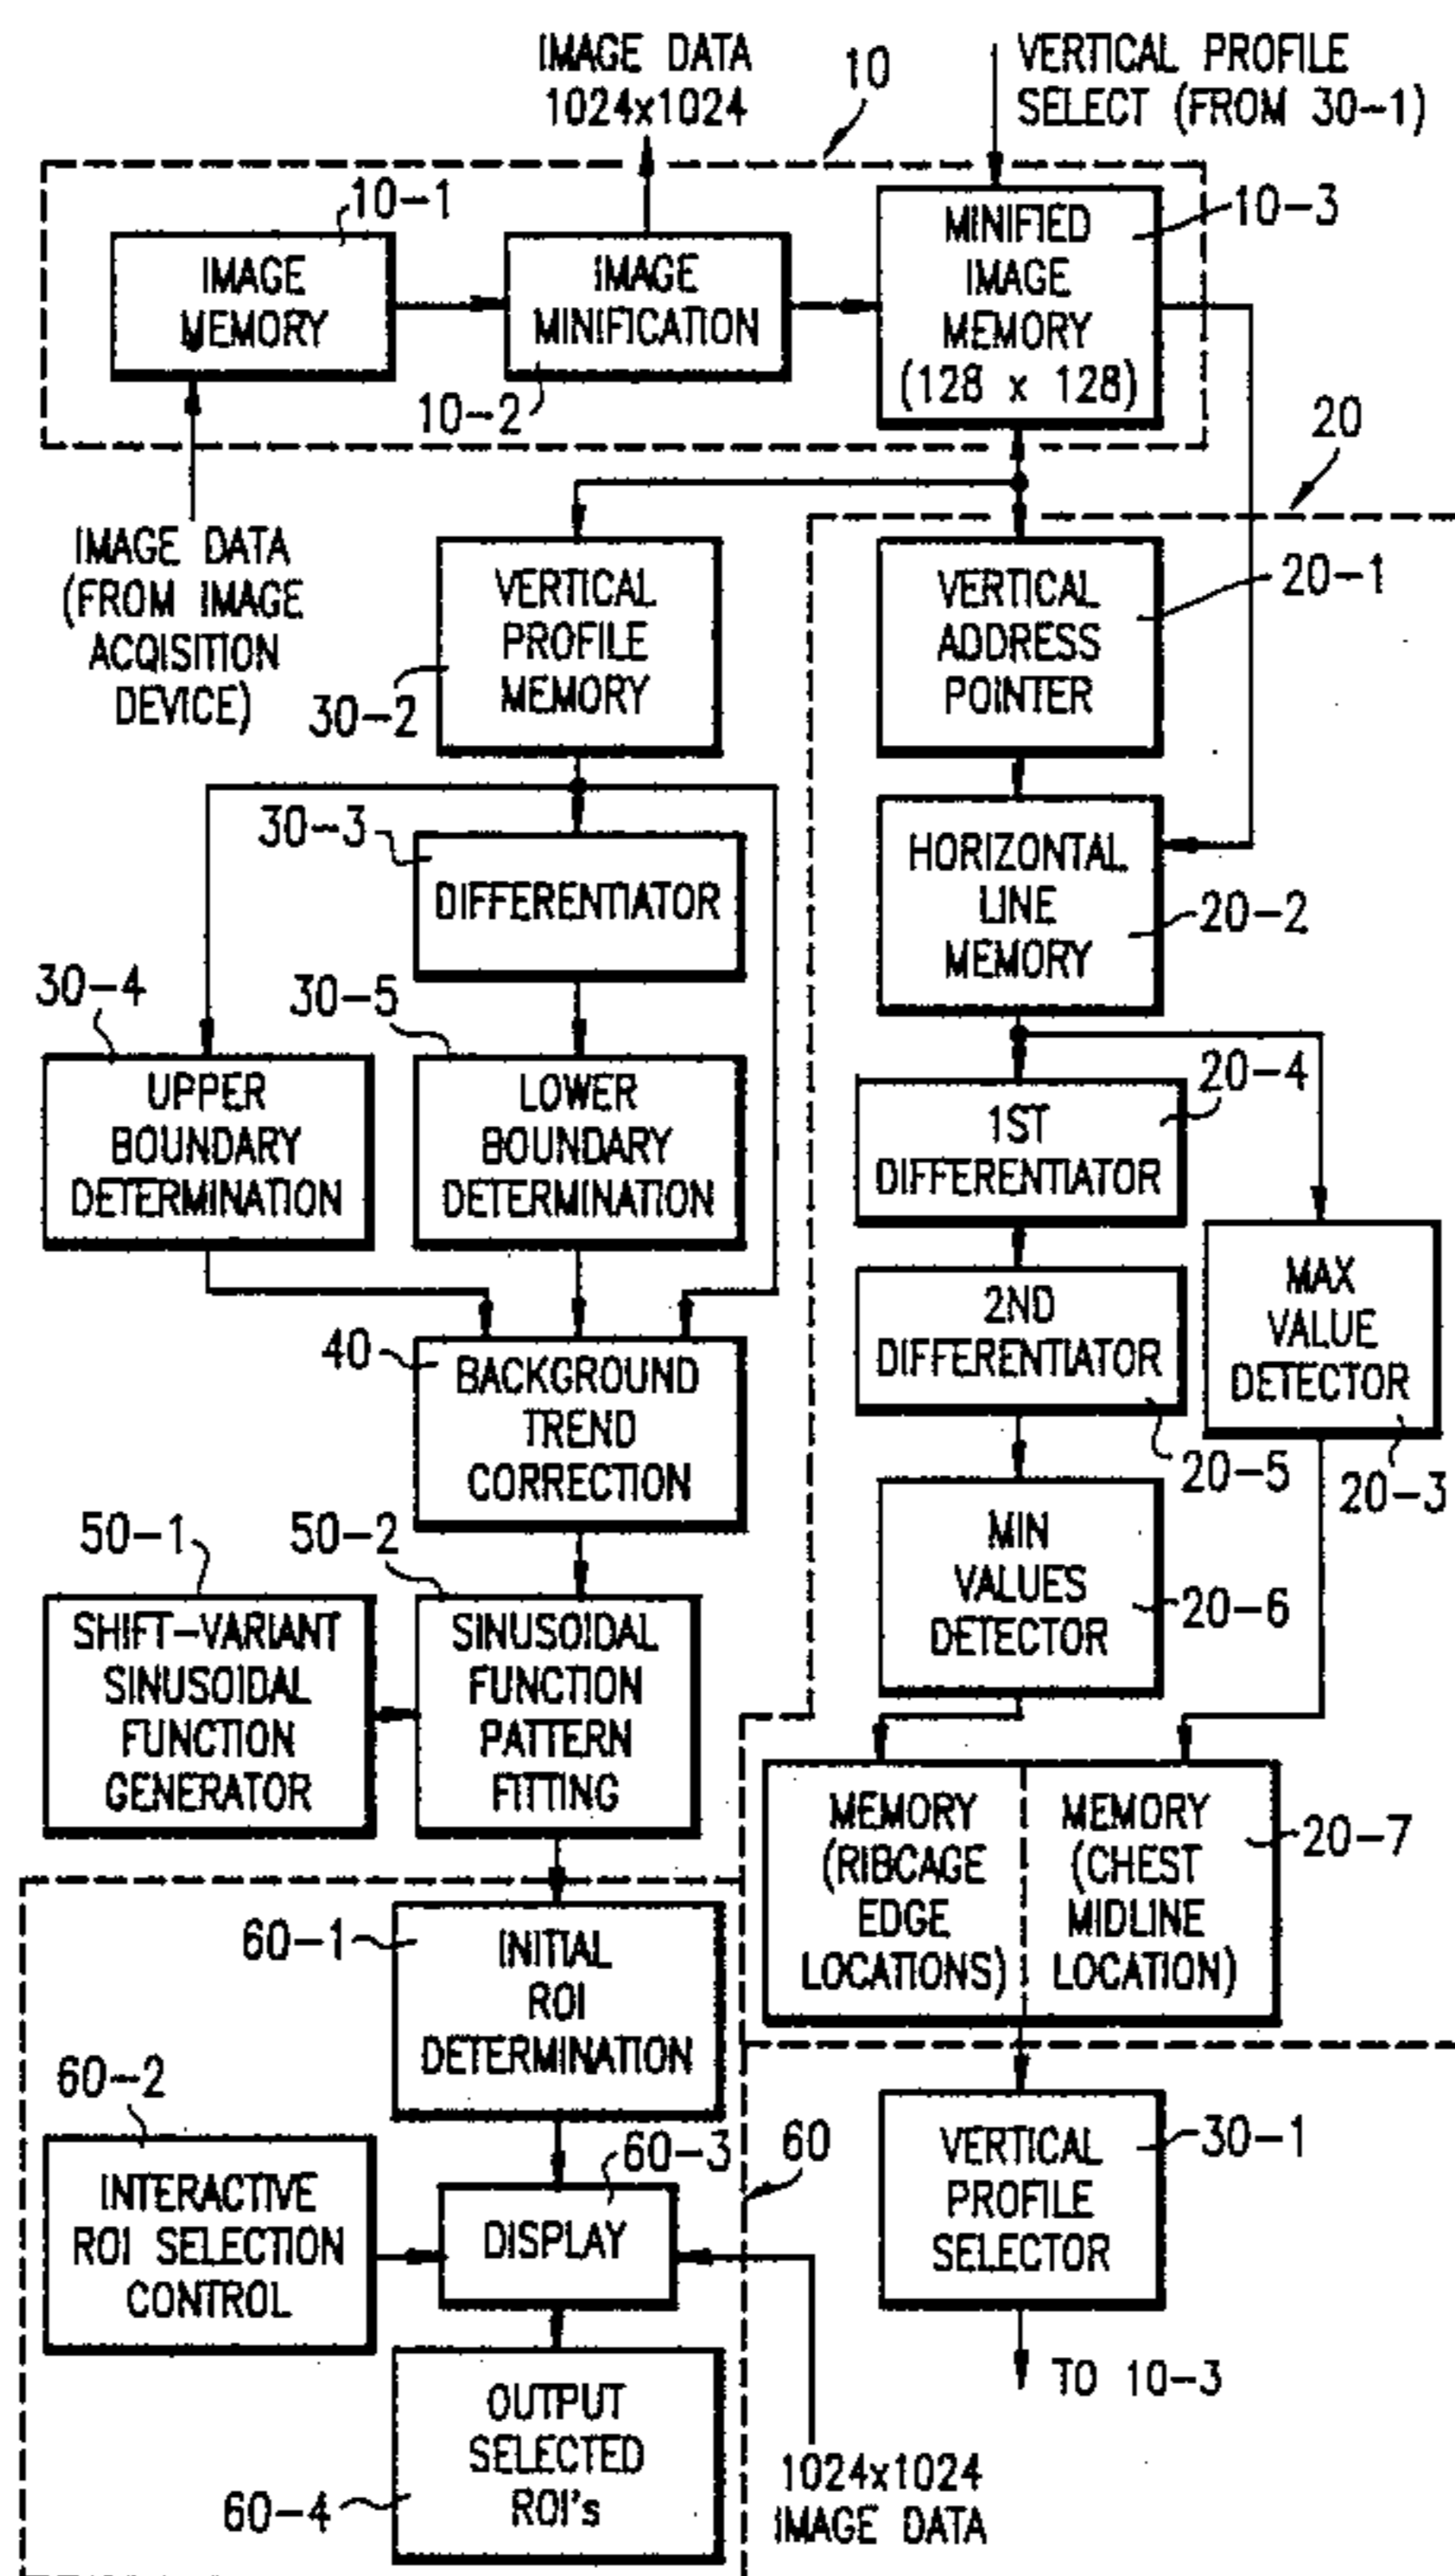 IMAGE DATA
1024x1024
10
VERTICAL PROFILE
SELECT (FROM 30-1)
10-1
IMAGE
MEMORY
IMAGE
MINIFICATION
10-2
MINIFIED
IMAGE
MEMORY
(128 x 128)
10-3
20
IMAGE DATA
(FROM IMAGE
ACQISITION
DEVICE)
VERTICAL
PROFILE
MEMORY
30-2
VERTICAL
ADDRESS
POINTER
20-1
30-3
DIFFERENTIATOR
HORIZONTAL
LINE
MEMORY
20-2
30-4
UPPER
BOUNDARY
DETERMINATION
30-5
LOWER
BOUNDARY
DETERMINATION
20-4
1ST
DIFFERENTIATOR
2ND
DIFFERENTIATOR
20-5
MAX
VALUE
DETECTOR
20-3
40
BACKGROUND
TREND
CORRECTION
MIN
VALUES
DETECTOR
20-6
50-1
SHIFT-VARIANT
SINUSOIDAL
FUNCTION
GENERATOR
50-2
SINUSOIDAL
FUNCTION
PATTERN
FITTING
MEMORY
(RIBCAGE
EDGE
LOCATIONS)
MEMORY
(CHEST
MIDLINE
LOCATION)
20-7
60-1
INITIAL
ROI
DETERMINATION
60-2
INTERACTIVE
ROI SELECTION
CONTROL
60-3
DISPLAY
60
VERTICAL
PROFILE
SELECTOR
30-1
TO 10-3
OUTPUT
SELECTED
ROI's
60-4
1024x1024
IMAGE DATA